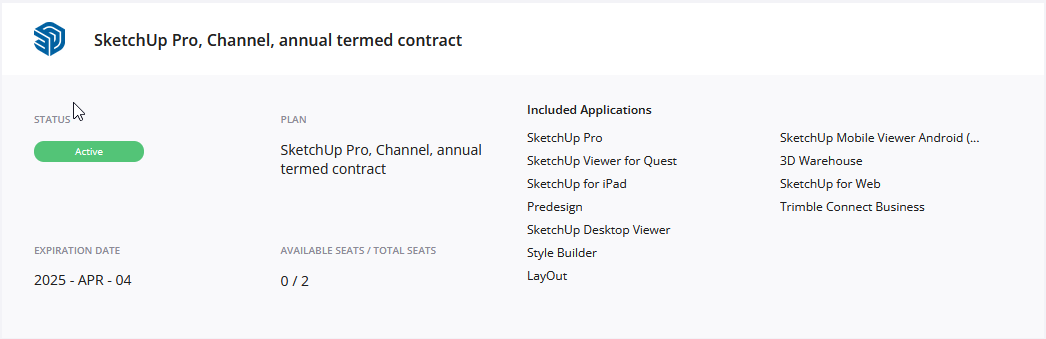 SketchUp Pro, Channel, annual termed contract
STATUS
Active
PLAN
SketchUp Pro, Channel, annual
termed contract
EXPIRATION DATE
2025 - APR - 04
AVAILABLE SEATS / TOTAL SEATS
0 / 2
Included Applications
SketchUp Pro
SketchUp Viewer for Quest
SketchUp for iPad
Predesign
SketchUp Desktop Viewer
Style Builder
LayOut
SketchUp Mobile Viewer Android (...
3D Warehouse
SketchUp for Web
Trimble Connect Business